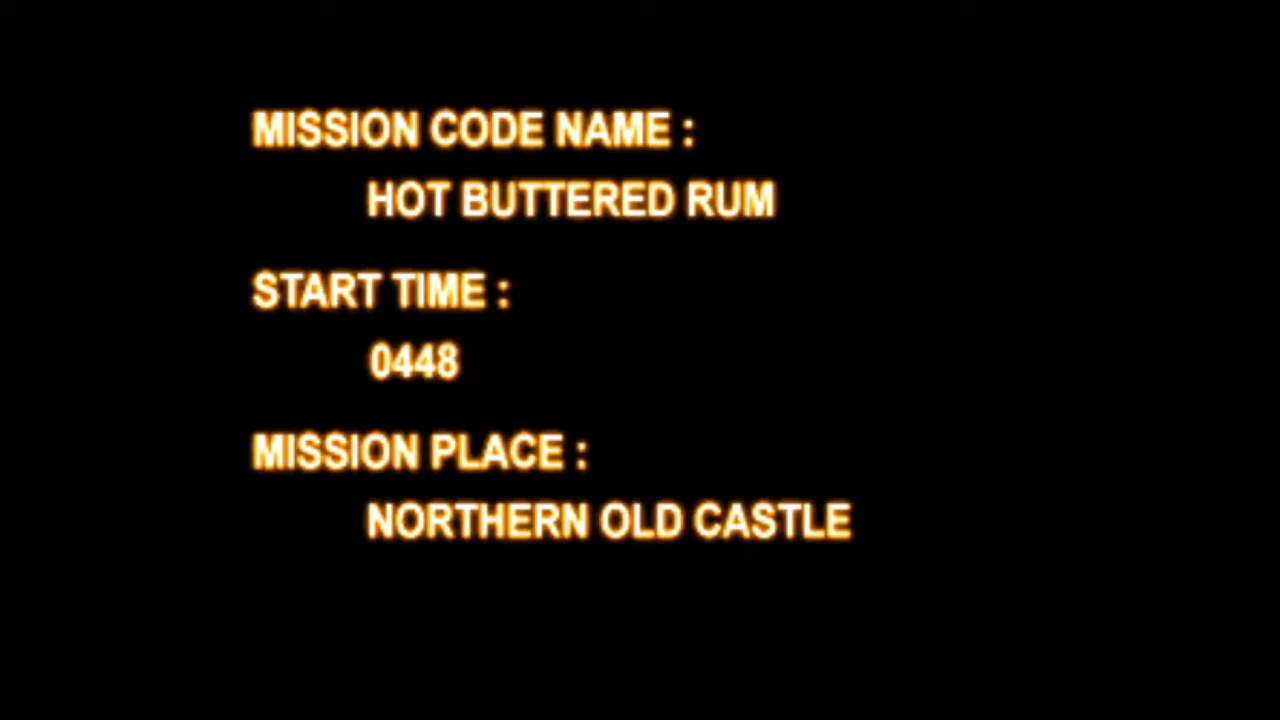 MISSION CODE NAME :
HOT BUTTERED RUM
START TIME :
0448
MISSION PLACE :
NORTHERN OLD CASTLE